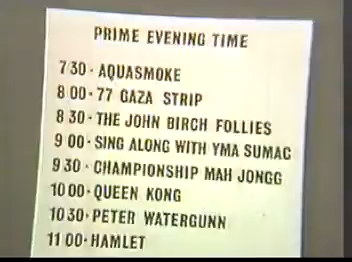 PRIME EVENING TIME
7 30 · AQUASMOKE
8 00 · 77 GAZA STRIP
8 30 · THE JOHN BIRCH FOLLIES
9 00 · SING ALONG WITH YMA SUMAC
9 30 · CHAMPIONSHIP MAH JONGG
10 00 · QUEEN KONG
10 30 · PETER WATERGUNN
11 00 · HAMLET